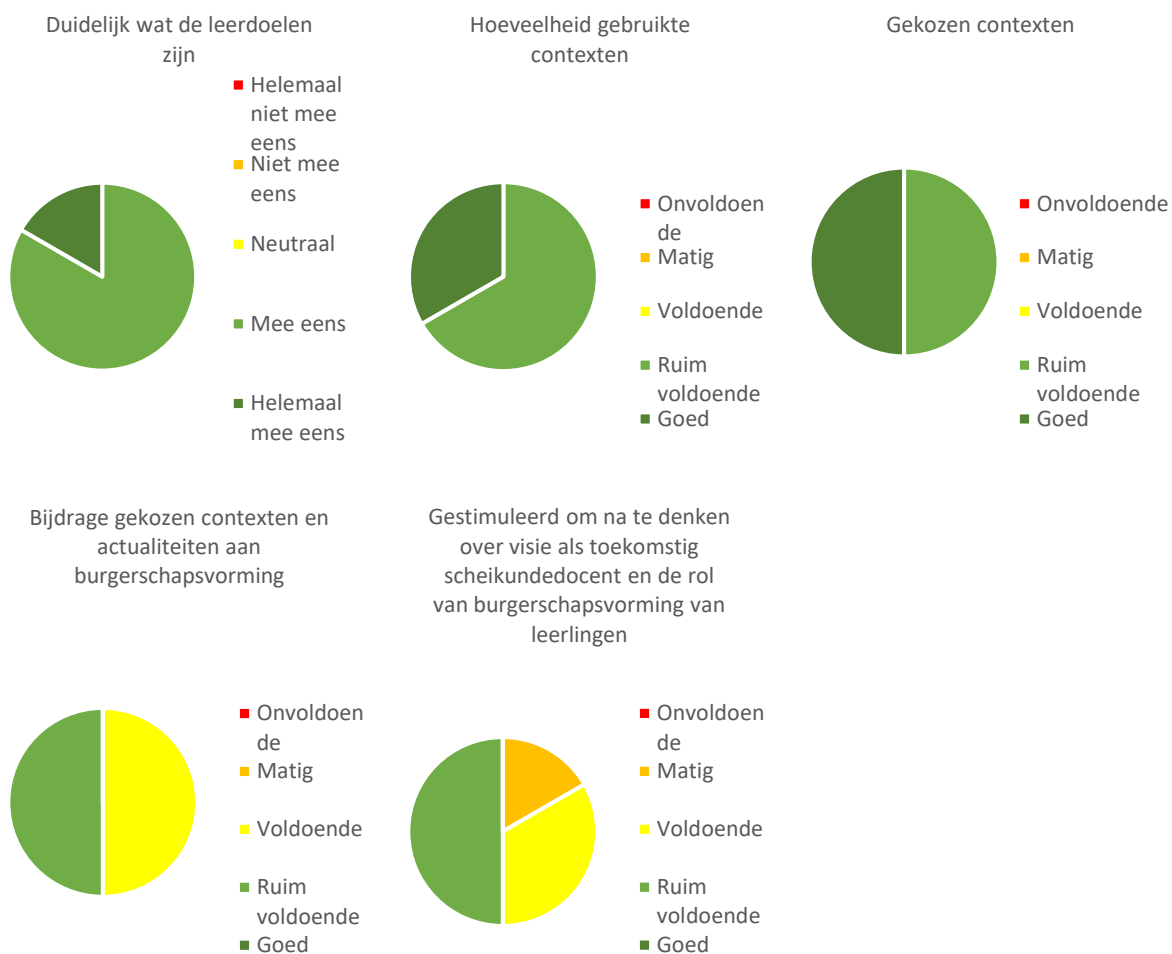 Duidelijk wat de leerdoelen
zijn
Helemaal
niet mee
eens
Niet mee
eens
Neutraal
Mee eens
Helemaal
mee eens
Hoeveelheid gebruikte
contexten
Onvoldoen
de
Matig
Voldoende
Ruim
voldoende
Goed
Gekozen contexten
Onvoldoende
Matig
Voldoende
Ruim
voldoende
Goed
Bijdrage gekozen contexten en
actualiteiten aan
burgerschapsvorming
Onvoldoen
de
Matig
Voldoende
Ruim
voldoende
Goed
Gestimuleerd om na te denken
over visie als toekomstig
scheikundedocent en de rol
van burgerschapsvorming van
leerlingen
Onvoldoen
de
Matig
Voldoende
Ruim
voldoende
Goed